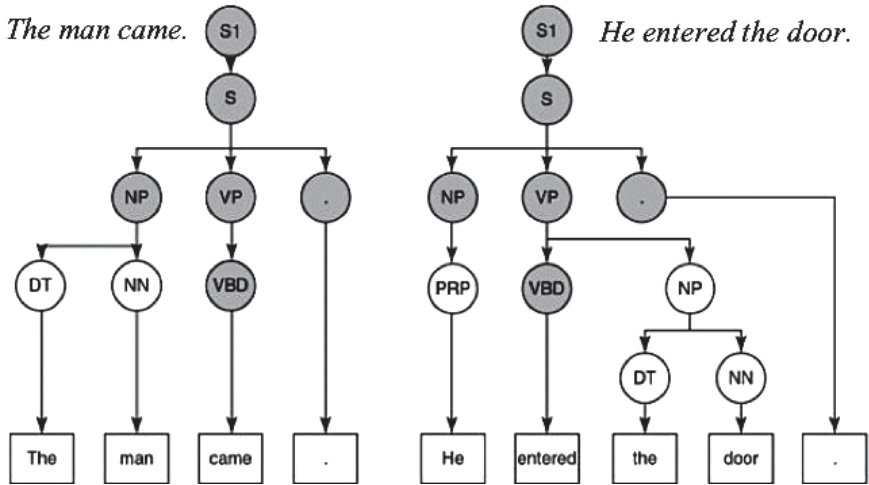 The man came.
S1
S
NP VP .
DT NN VBD
The man came .
He entered the door.
S1
S
NP VP .
PRP VBD NP
DT NN
He entered the door .